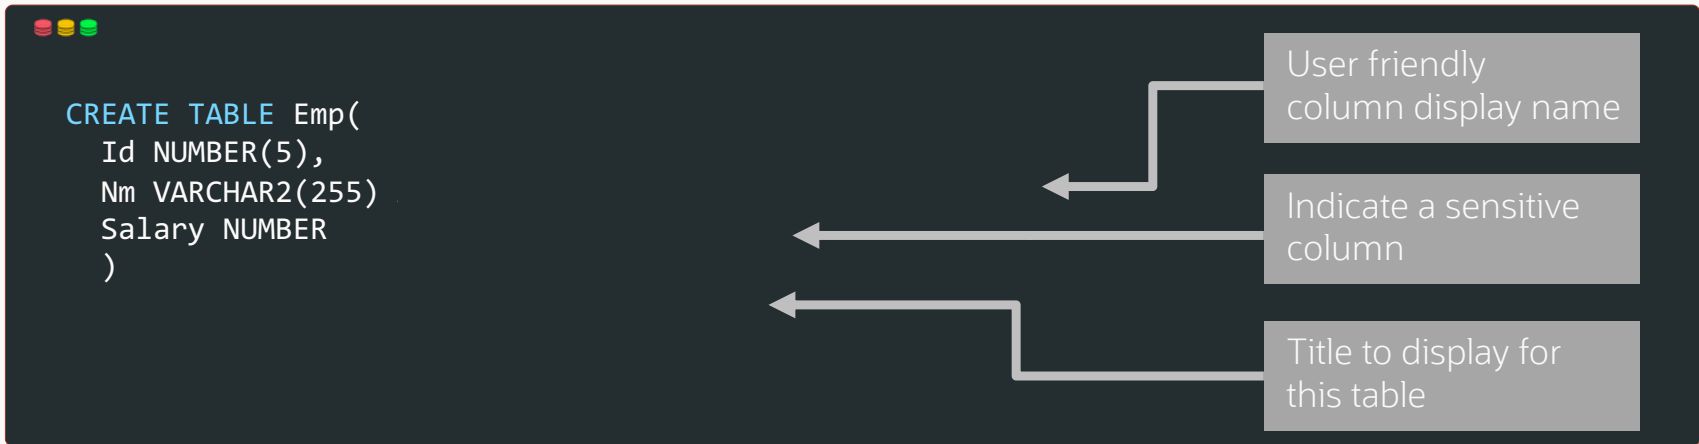 CREATE TABLE Emp(
Id NUMBER(5),
Nm VARCHAR2(255)
Salary NUMBER
)
User friendly
column display name
Indicate a sensitive
column
Title to display for
this table